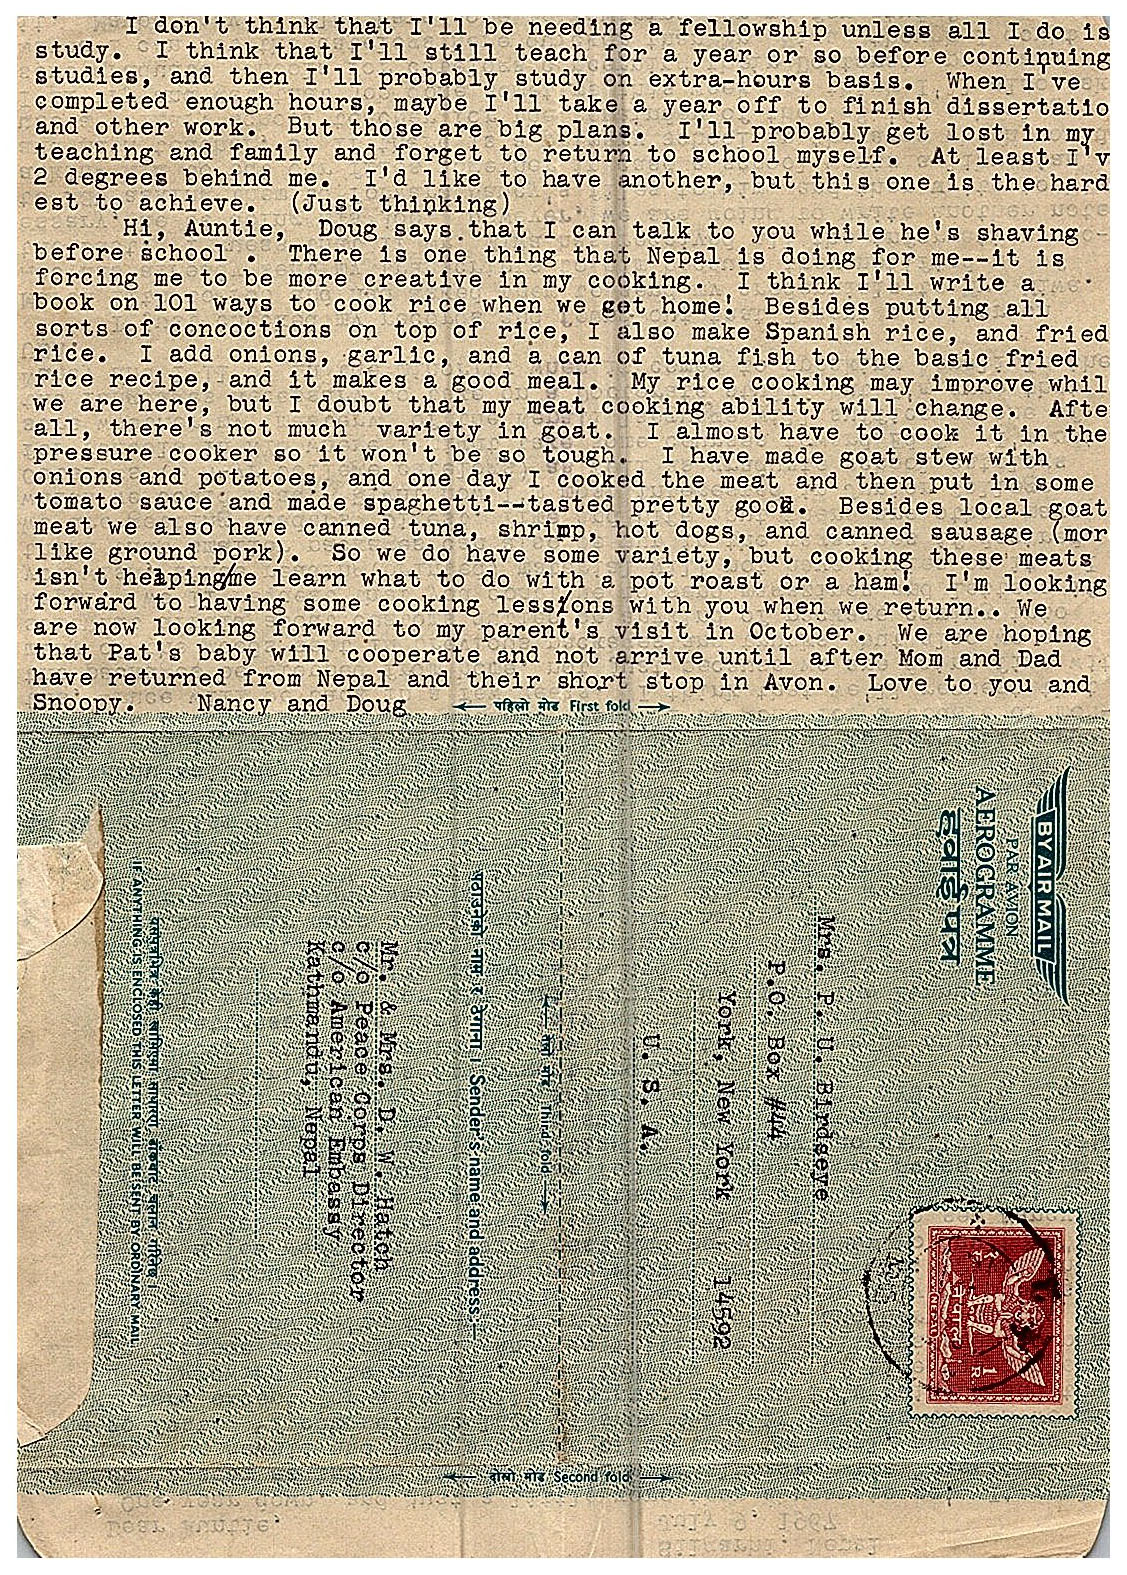 I don't think that I'll be needing a fellowship unless all I do is
study. I think that I'll still teach for a year or so before continuing
studies, and then I'll probably study on extra-hours basis. When I've
completed enough hours, maybe I'll take a year off to finish dissertatio
and other work. But those are big plans. I'll probably get lost in my
teaching and family and forget to return to school myself. At least I'v
2 degrees behind me. I'd like to have another, but this one is the hard
est to achieve. (Just thinking)
Hi, Auntie, Doug says that I can talk to you while he's shaving
before school. There is one thing that Nepal is doing for me--it is
forcing me to be more creative in my cooking. I think I'll write a
book on 101 ways to cook rice when we get home! Besides putting all
sorts of concoctions on top of rice, I also make Spanish rice, and fried
rice. I add onions, garlic, and a can of tuna fish to the basic fried
rice recipe, and it makes a good meal. My rice cooking may improve whil
we are here, but I doubt that my meat cooking ability will change. Afte
all, there's not much variety in goat. I almost have to cook it in the
pressure cooker so it won't be so tough. I have made goat stew with
onions and potatoes, and one day I cooked the meat and then put in some
tomato sauce and made spaghetti--tasted pretty good. Besides local goat
meat we also have canned tuna, shrimp, hot dogs, and canned sausage (mor
like ground pork). So we do have some variety, but cooking these meats
isn't helping/me learn what to do with a pot roast or a ham! I'm looking
forward to having some cooking less/ons with you when we return.. We
are now looking forward to my parent's visit in October. We are hoping
that Pat's baby will cooperate and not arrive until after Mom and Dad
have returned from Nepal and their short stop in Avon. Love to you and
Snoopy. Nancy and Doug
पहिलो मोड First fold
BY AIR MAIL
PAR AVION
AEROGRAMME
हवाई पत्र
NEPAL
नेपाल
1 R.
Mrs. P. U. Birdseye
P.O. Box #44
York, New York 14592
U. S. A.
तेस्रो मोड Third fold
पठाउनेको नाम र ठेगाना। Sender's name and address
Mr. & Mrs. D. W. Hatch
c/o Peace Corps Director
c/o American Embassy
Kathmandu, Nepal
IF ANYTHING IS ENCLOSED THIS LETTER WILL BE SENT BY ORDINARY MAIL
दोस्रो मोड Second fold
July 9, 1967
Dear Auntie,